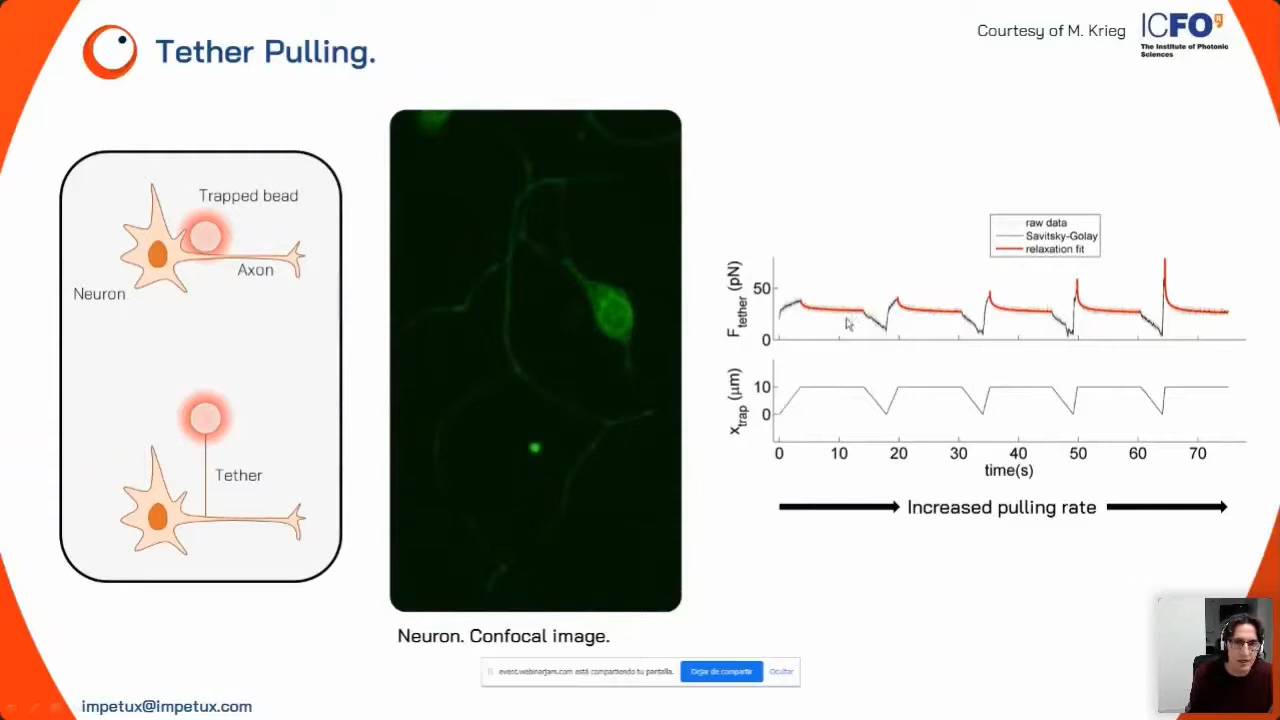 Tether Pulling.
Courtesy of M. Krieg
ICFO
The Institute of Photonic
Sciences
Trapped bead
Axon
Neuron
Tether
Neuron. Confocal image.
raw data
Savitsky-Golay
relaxation fit
F tether (pN)
50
0
x trap (μm)
10
0
0 10 20 30 40 50 60 70
time(s)
Increased pulling rate
event.webinarjam.com está compartiendo tu pantalla.
Dejar de compartir
Ocultar
impetux@impetux.com